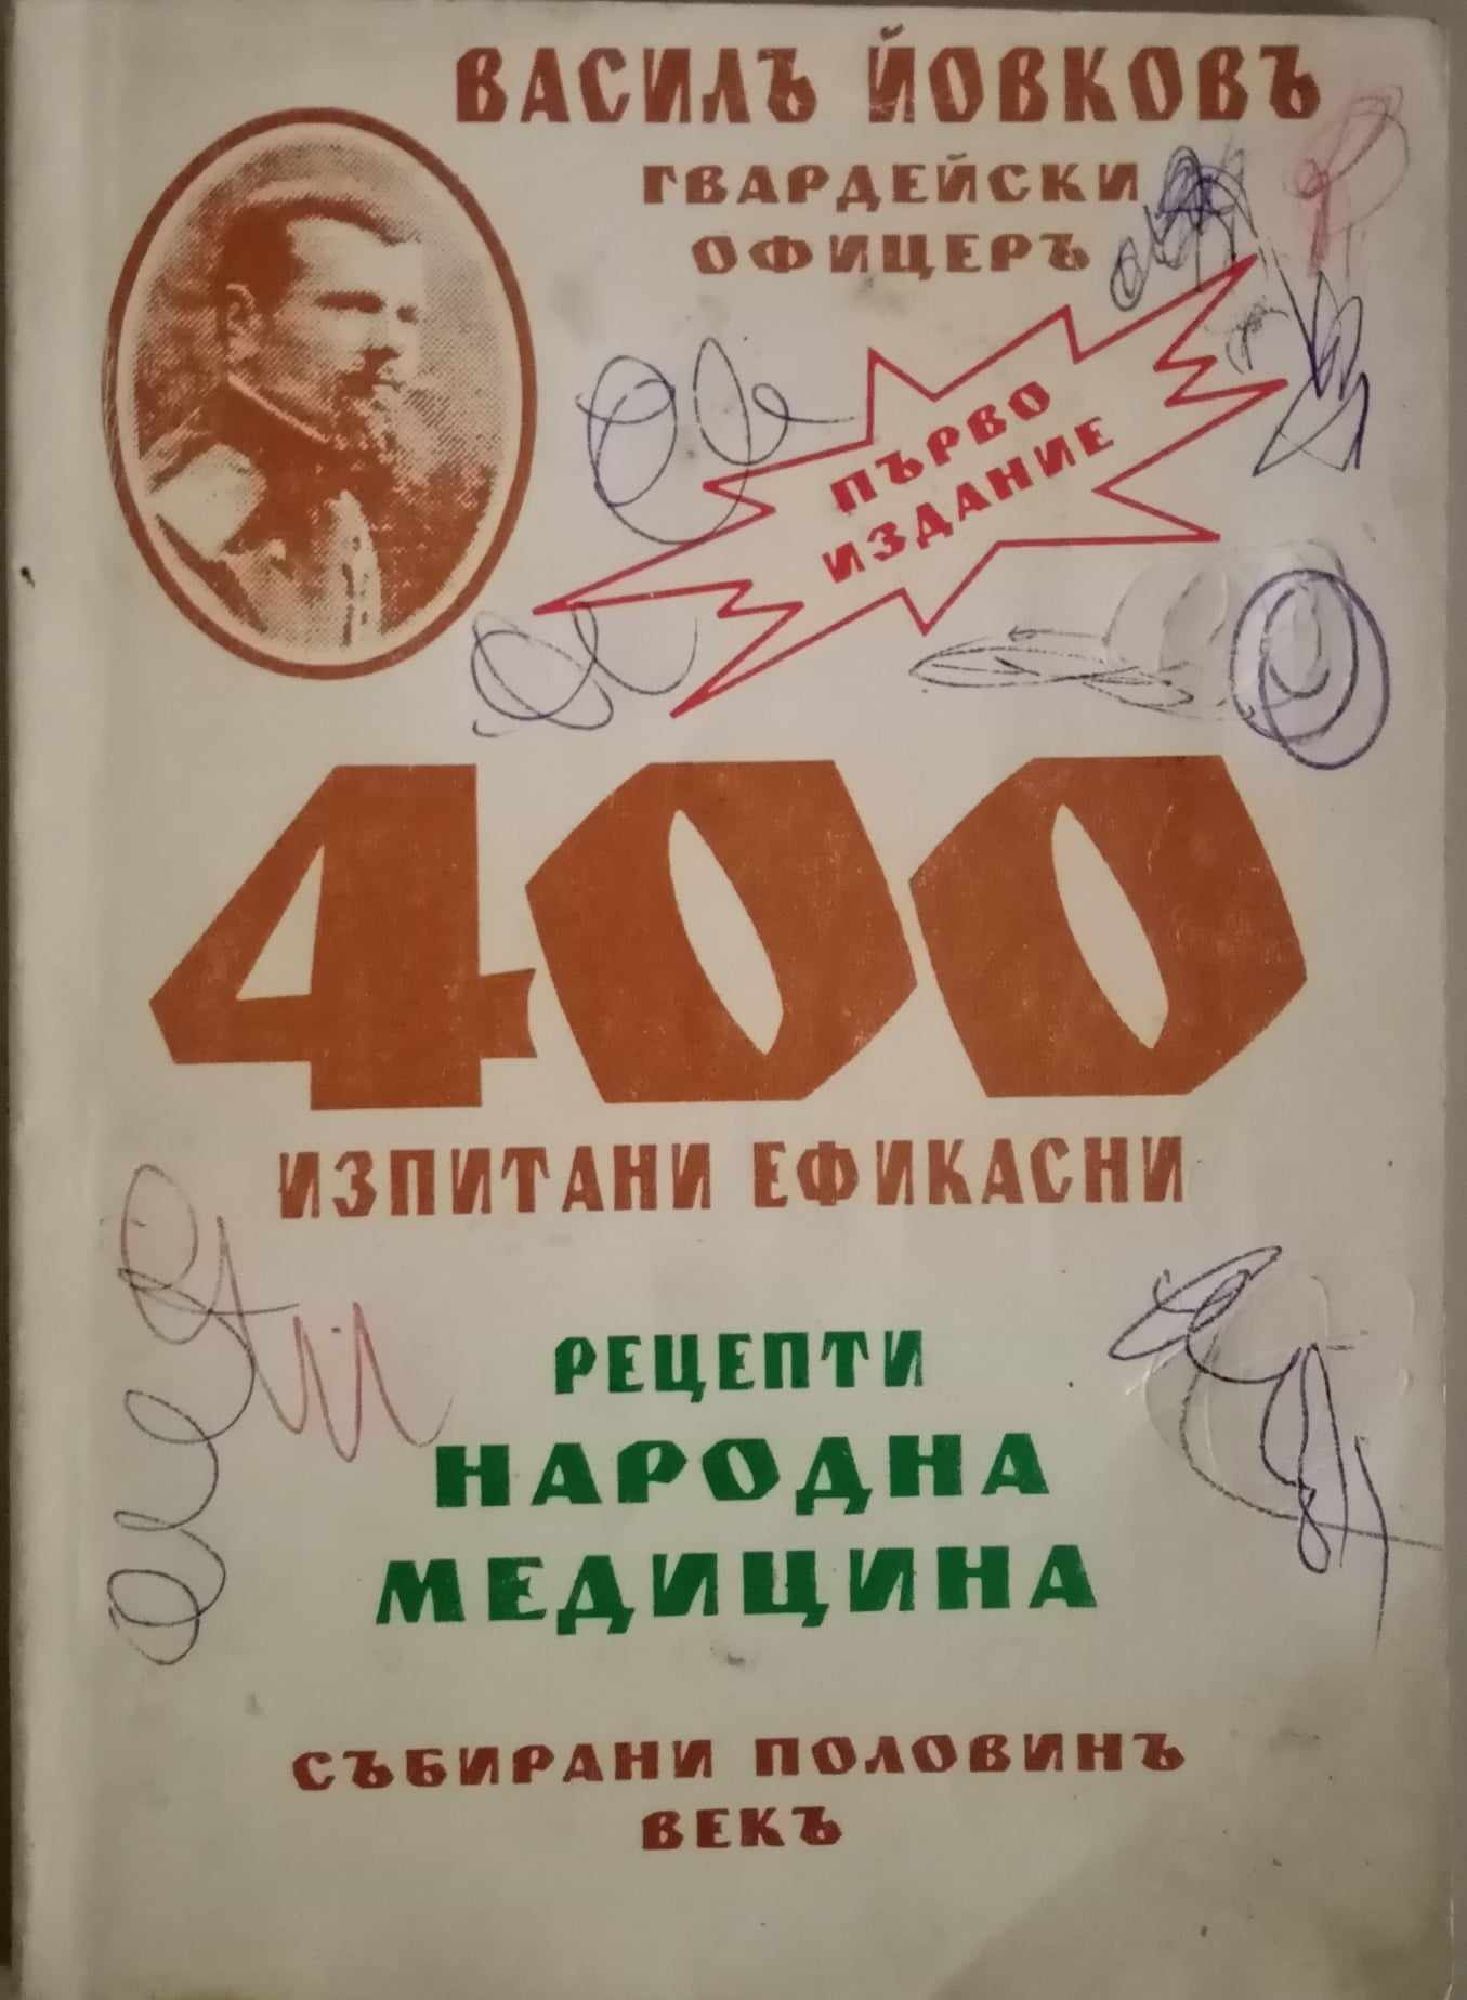 ВАСИЛЪ ЙОВКОВЪ
ГВАРДЕЙСКИ
ОФИЦЕРЪ
ПЪРВО
ИЗДАНИЕ
400
ИЗПИТАНИ ЕФИКАСНИ
РЕЦЕПТИ
НАРОДНА
МЕДИЦИНА
СЪБИРАНИ ПОЛОВИНЪ
ВЕКЪ